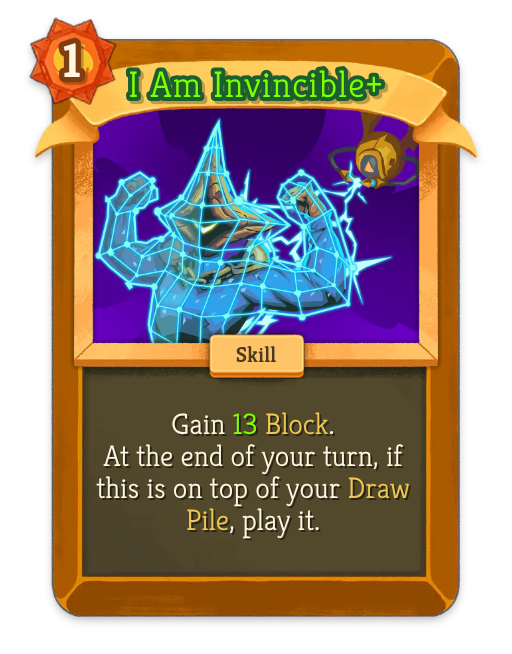 1
I Am Invincible+
Skill
Gain 13 Block.
At the end of your turn, if
this is on top of your Draw
Pile, play it.